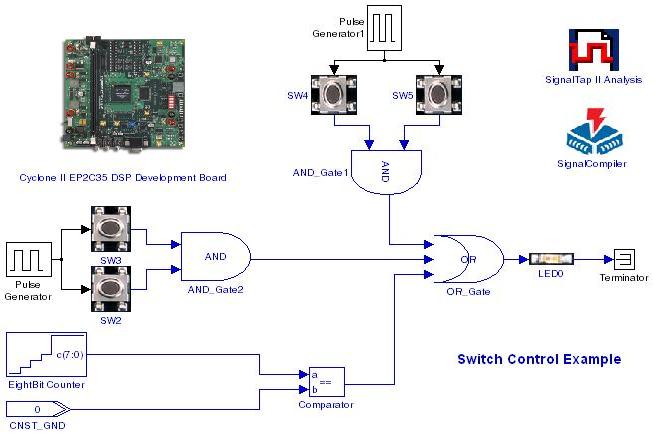 Pulse
Generator1
SignalTap II Analysis
SW4
SW5
AND_Gate1
AND
SignalCompiler
Cyclone II EP2C35 DSP Development Board
SW3
AND
AND_Gate2
OR
OR_Gate
LED0
Terminator
Pulse
Generator
SW2
c(7:0)
EightBit Counter
a
==
b
Comparator
Switch Control Example
0
CNST_GND